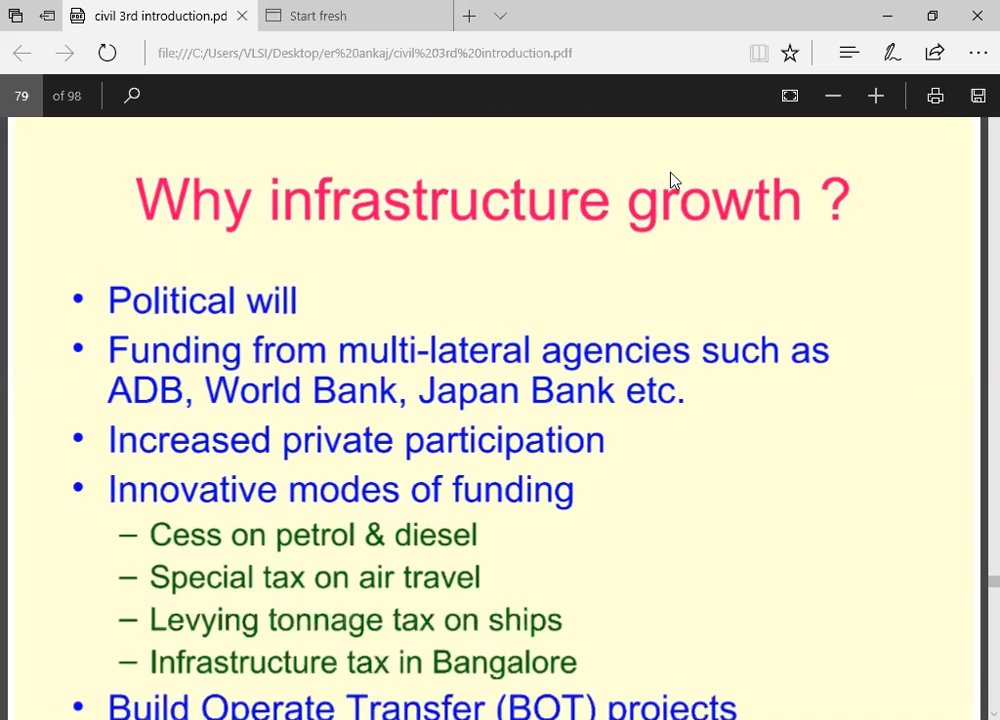 civil 3rd introduction.pd
Start fresh
file:///C:/Users/VLSI/Desktop/er%20ankaj/civil%203rd%20introduction.pdf
79 of 98
Why infrastructure growth ?
• Political will
• Funding from multi-lateral agencies such as
ADB, World Bank, Japan Bank etc.
• Increased private participation
• Innovative modes of funding
– Cess on petrol & diesel
– Special tax on air travel
– Levying tonnage tax on ships
– Infrastructure tax in Bangalore
• Build Operate Transfer (BOT) projects